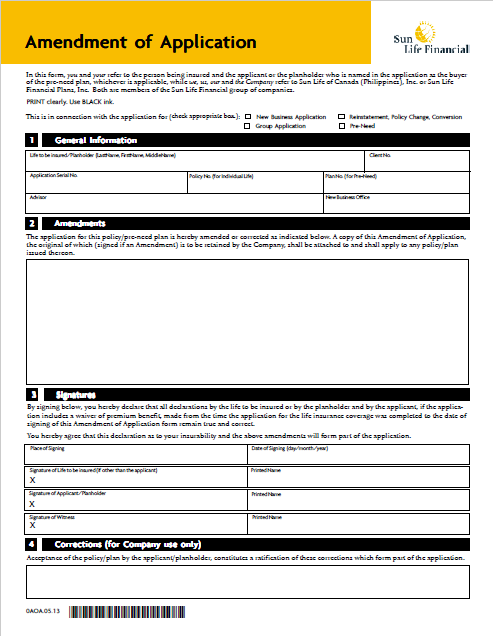 Amendment of Application
Sun
Life Financial
In this form, you and your refer to the person being insured and the applicant or the planholder who is named in the application as the buyer
of the pre-need plan, whichever is applicable, while we, us, our and the Company refer to Sun Life of Canada (Philippines), Inc. or Sun Life
Financial Plans, Inc. Both are members of the Sun Life Financial group of companies.
PRINT clearly. Use BLACK ink.
This is in connection with the application for (check appropriate box.): New Business Application Reinstatement, Policy Change, Conversion
Group Application Pre-Need
1 General Information
Life to be insured/Planholder (LastName, FirstName, MiddleName) Client No.
Application Serial No. Policy No. (for Individual Life) Plan No. (for Pre-Need)
Advisor New Business Office
2 Amendments
The application for this policy/pre-need plan is hereby amended or corrected as indicated below. A copy of this Amendment of Application,
the original of which (signed if an Amendment) is to be retained by the Company, shall be attached to and shall apply to any policy/plan
issued thereon.
3 Signatures
By signing below, you hereby declare that all declarations by the life to be insured or by the planholder and by the applicant, if the applica-
tion includes a waiver of premium benefit, made from the time the application for the life insurance coverage was completed to the date of
signing of this Amendment of Application form remain true and correct.
You hereby agree that this declaration as to your insurability and the above amendments will form part of the application.
Place of Signing Date of Signing (day/month/year)
Signature of Life to be insured (if other than the applicant) Printed Name
X
Signature of Applicant/Planholder Printed Name
X
Signature of Witness Printed Name
X
4 Corrections (for Company use only)
Acceptance of the policy/plan by the applicant/planholder, constitutes a ratification of these corrections which form part of the application.
0AOA.05.13